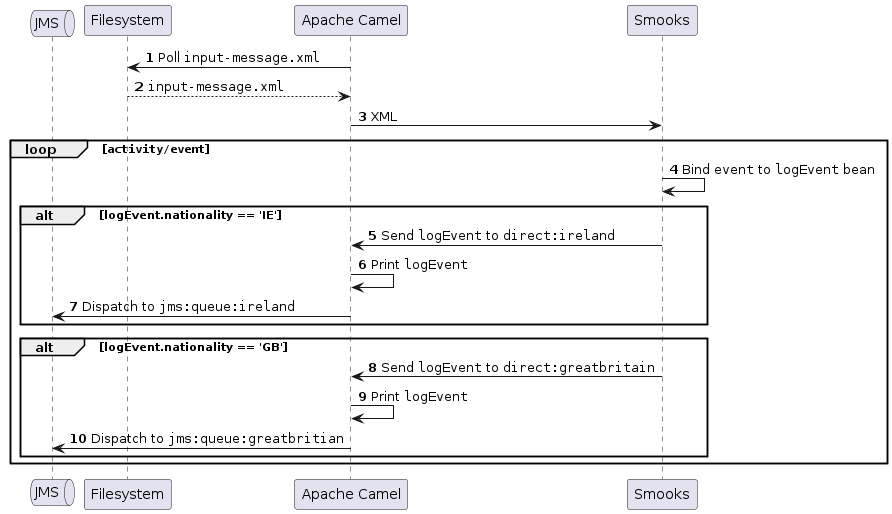 JMS Filesystem Apache Camel Smooks
1 Poll input-message.xml
2 input-message.xml
3 XML
loop [activity/event]
4 Bind event to logEvent bean
alt [logEvent.nationality == 'IE']
5 Send logEvent to direct:ireland
6 Print logEvent
7 Dispatch to jms:queue:ireland
alt [logEvent.nationality == 'GB']
8 Send logEvent to direct:greatbritain
9 Print logEvent
10 Dispatch to jms:queue:greatbritian
JMS Filesystem Apache Camel Smooks